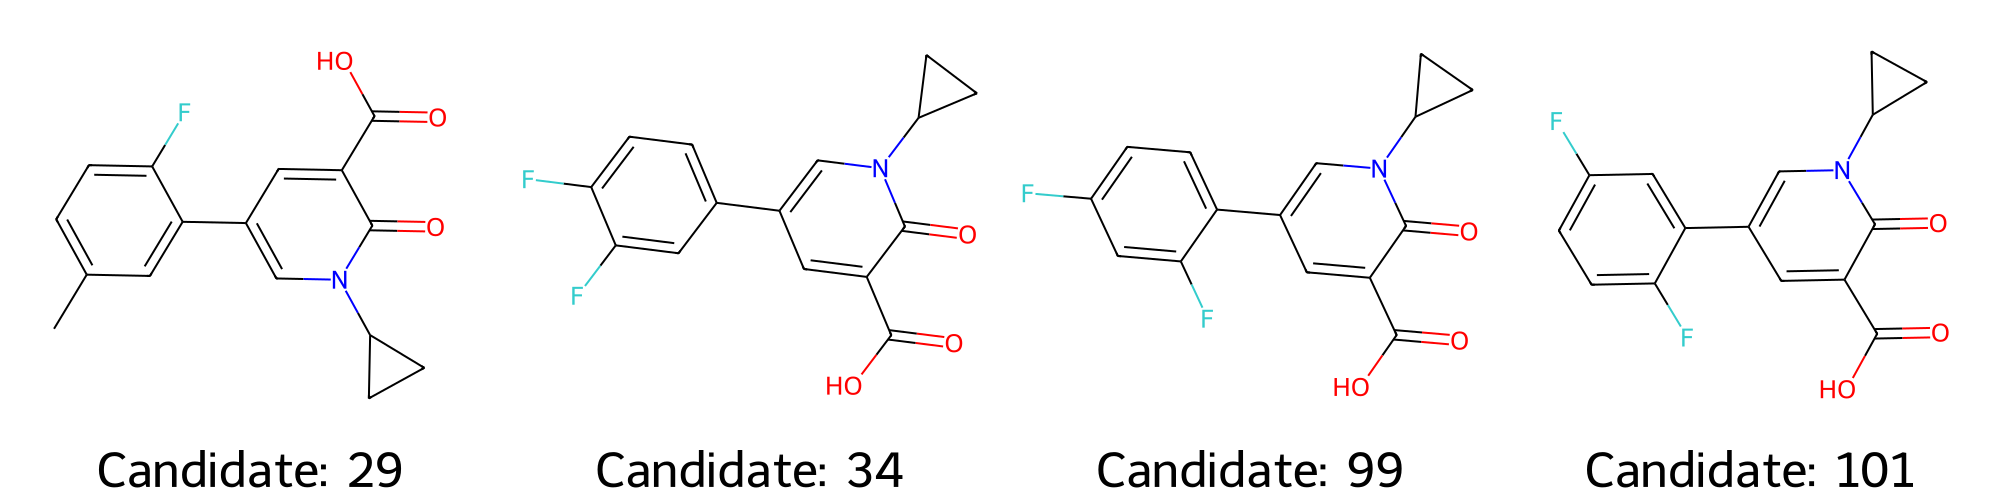 HO
F
O
O
N
F
F
N
O
O
HO
F
F
N
O
O
HO
F
F
N
O
O
HO
Candidate: 29
Candidate: 34
Candidate: 99
Candidate: 101